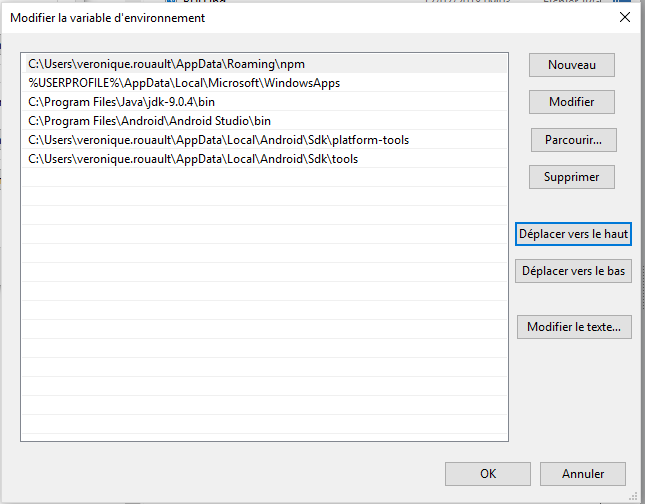 Modifier la variable d'environnement
C:\Users\veronique.rouault\AppData\Roaming\npm
%USERPROFILE%\AppData\Local\Microsoft\WindowsApps
C:\Program Files\Java\jdk-9.0.4\bin
C:\Program Files\Android\Android Studio\bin
C:\Users\veronique.rouault\AppData\Local\Android\Sdk\platform-tools
C:\Users\veronique.rouault\AppData\Local\Android\Sdk\tools
Nouveau
Modifier
Parcourir...
Supprimer
Déplacer vers le haut
Déplacer vers le bas
Modifier le texte...
OK
Annuler